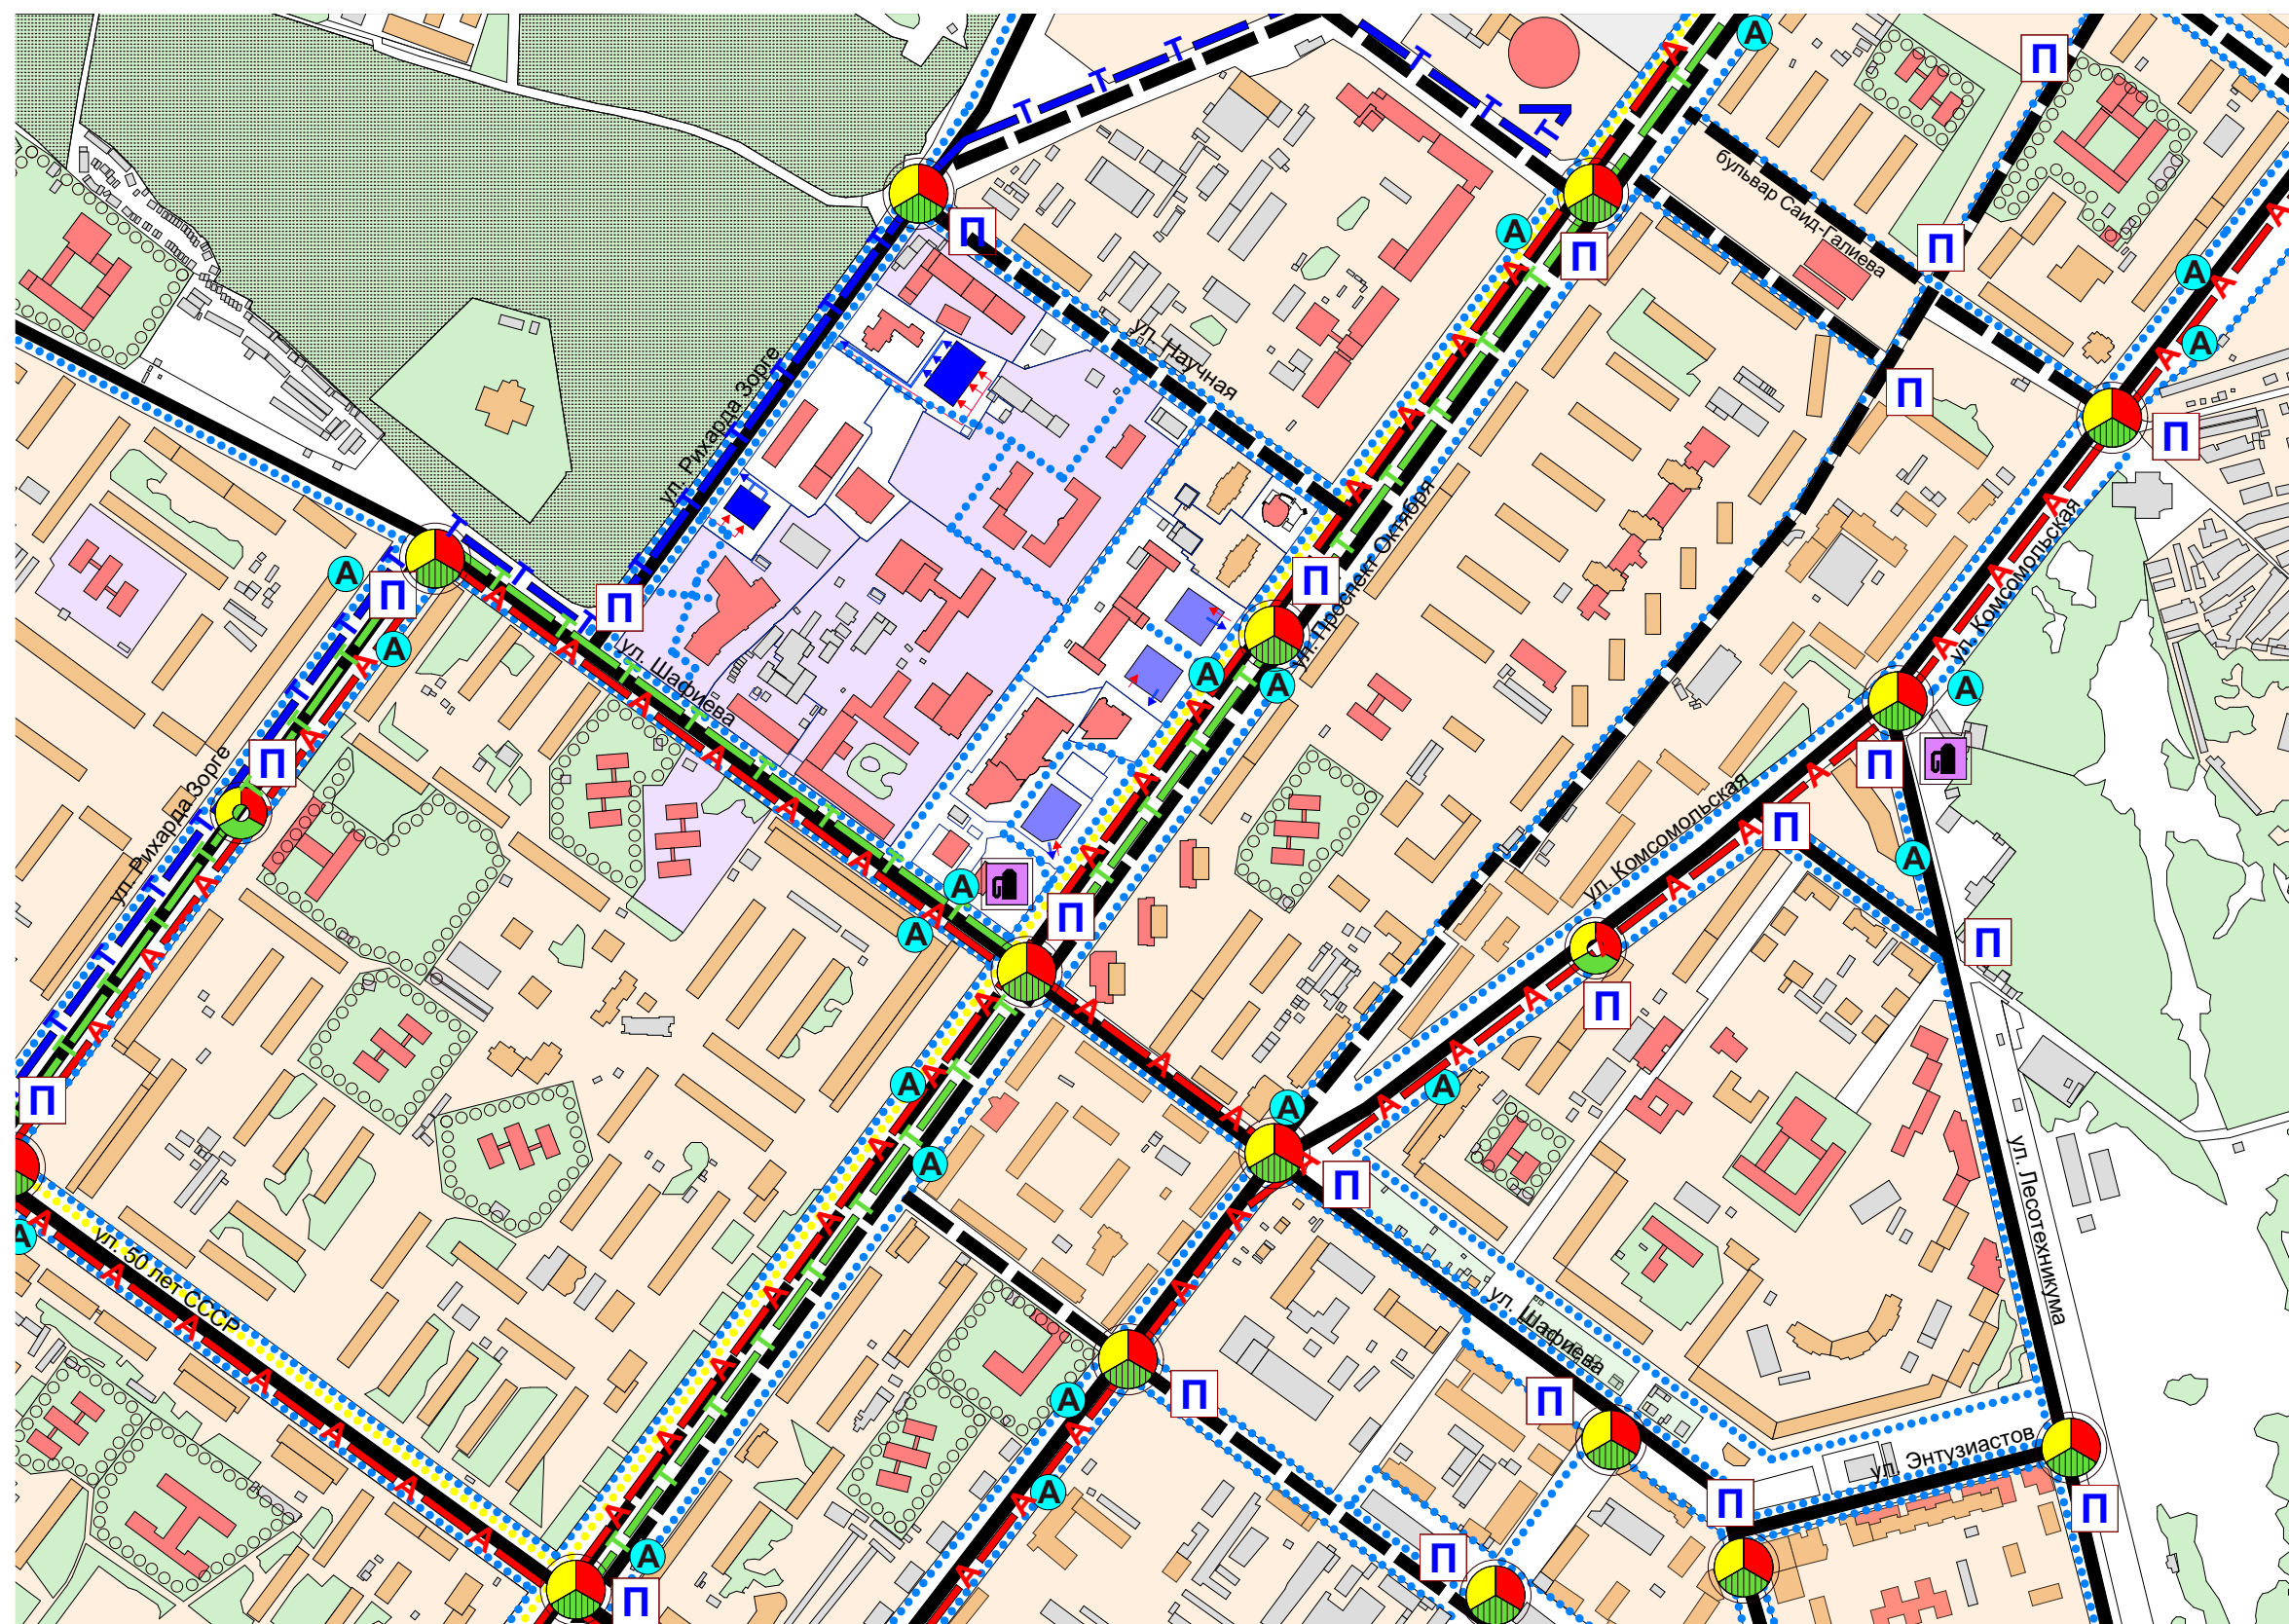 бульвар Саид-Галиева
ул. Научная
ул. Рихарда Зорге
ул. Проспект Октября
ул. Комсомольская
ул. Шафиева
ул. Рихарда Зорге
ул. Комсомольская
ул. 50 лет СССР
ул. Лесотехникума
ул. Шафиева
ул. Энтузиастов